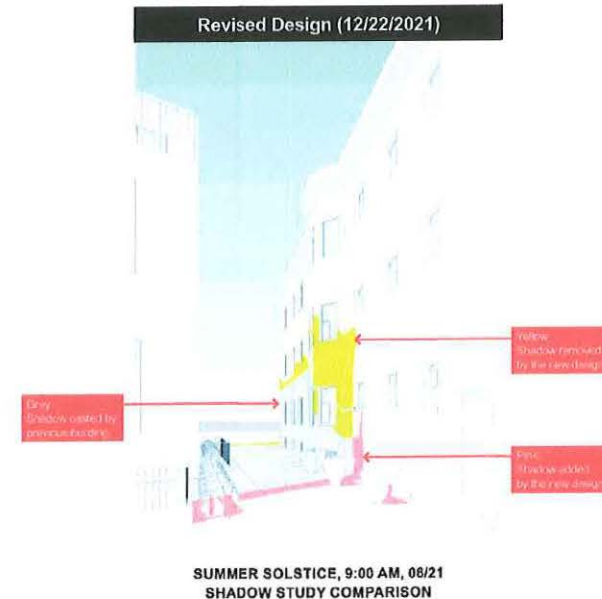 Revised Design (12/22/2021)
Yellow
Shadow removed
by the new design
Grey
Shadow casted by
previous building
Pink
Shadow added
by the new design
SUMMER SOLSTICE, 9:00 AM, 06/21
SHADOW STUDY COMPARISON